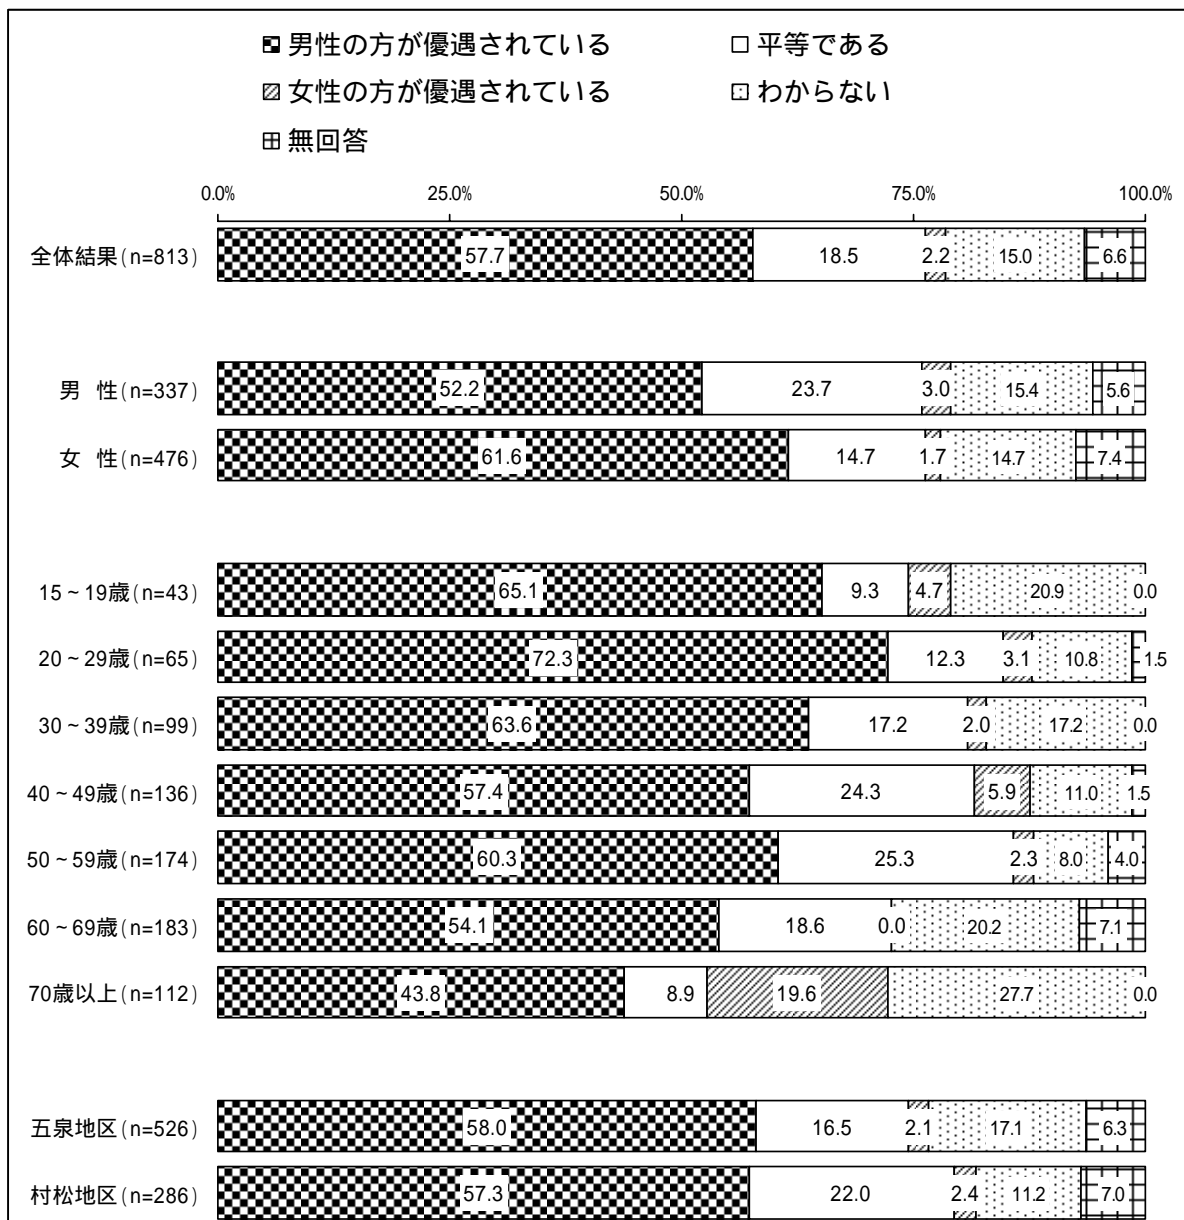 男性の方が優遇されている 平等である
女性の方が優遇されている わからない
無回答
0.0% 25.0% 50.0% 75.0% 100.0%
全体結果(n=813) 57.7 18.5 2.2 15.0 6.6
男 性(n=337) 52.2 23.7 3.0 15.4 5.6
女 性(n=476) 61.6 14.7 1.7 14.7 7.4
15~19歳(n=43) 65.1 9.3 4.7 20.9 0.0
20~29歳(n=65) 72.3 12.3 3.1 10.8 1.5
30~39歳(n=99) 63.6 17.2 2.0 17.2 0.0
40~49歳(n=136) 57.4 24.3 5.9 11.0 1.5
50~59歳(n=174) 60.3 25.3 2.3 8.0 4.0
60~69歳(n=183) 54.1 18.6 0.0 20.2 7.1
70歳以上(n=112) 43.8 8.9 19.6 27.7 0.0
五泉地区(n=526) 58.0 16.5 2.1 17.1 6.3
村松地区(n=286) 57.3 22.0 2.4 11.2 7.0